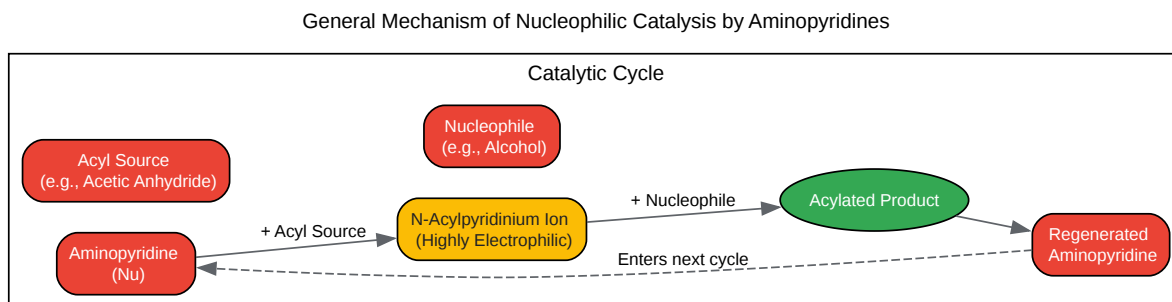 General Mechanism of Nucleophilic Catalysis by Aminopyridines
Catalytic Cycle
Nucleophile
(e.g., Alcohol)
Acyl Source
(e.g., Acetic Anhydride)
+ Nucleophile
Acylated Product
N-Acylpyridinium Ion
(Highly Electrophilic)
+ Acyl Source
Aminopyridine
(Nu)
Regenerated
Aminopyridine
Enters next cycle